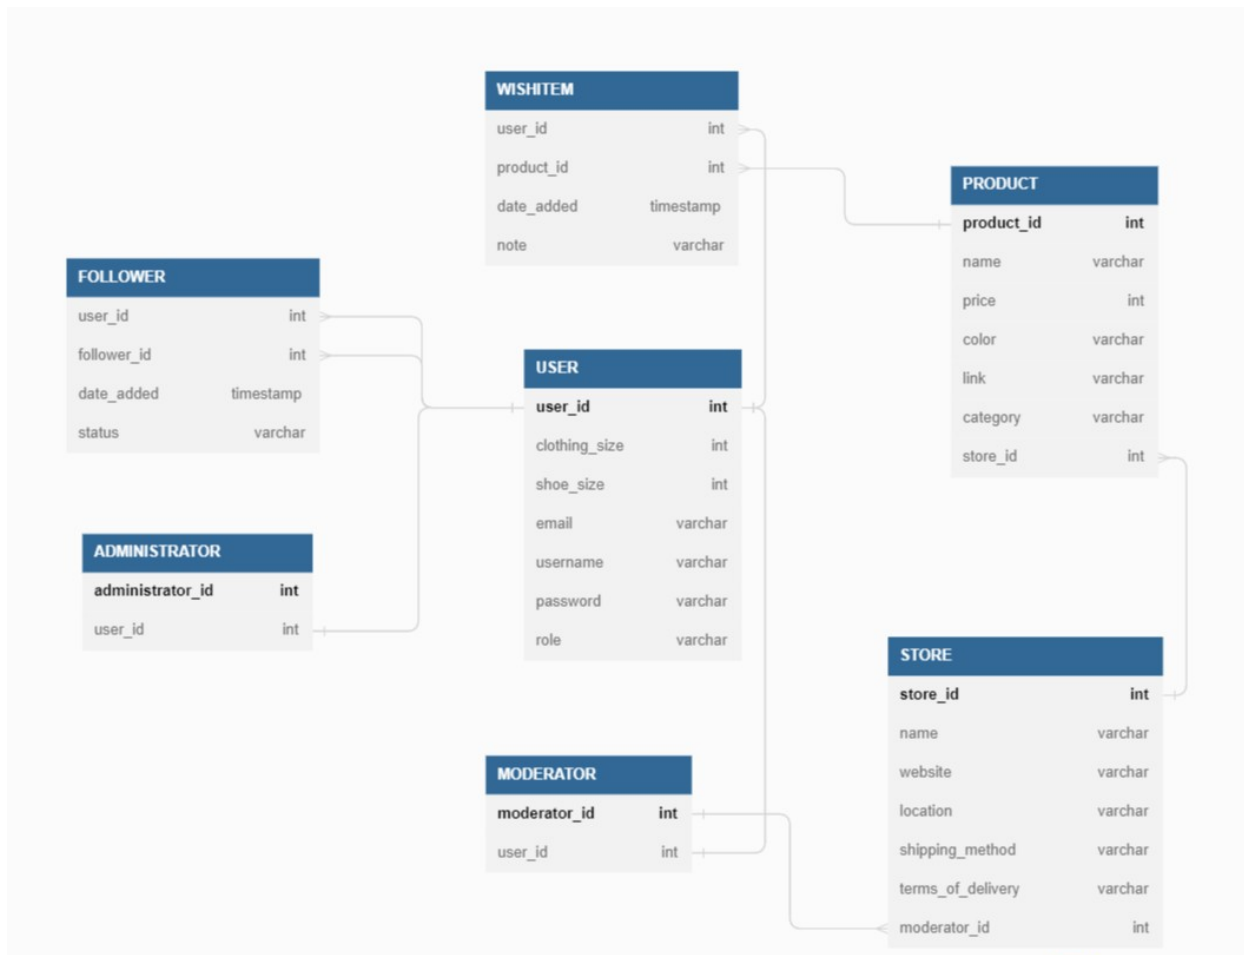 WISHITEM
user_id int
product_id int
date_added timestamp
note varchar
PRODUCT
product_id int
name varchar
price int
color varchar
link varchar
category varchar
store_id int
FOLLOWER
user_id int
follower_id int
date_added timestamp
status varchar
USER
user_id int
clothing_size int
shoe_size int
email varchar
username varchar
password varchar
role varchar
ADMINISTRATOR
administrator_id int
user_id int
STORE
store_id int
name varchar
website varchar
location varchar
shipping_method varchar
terms_of_delivery varchar
moderator_id int
MODERATOR
moderator_id int
user_id int